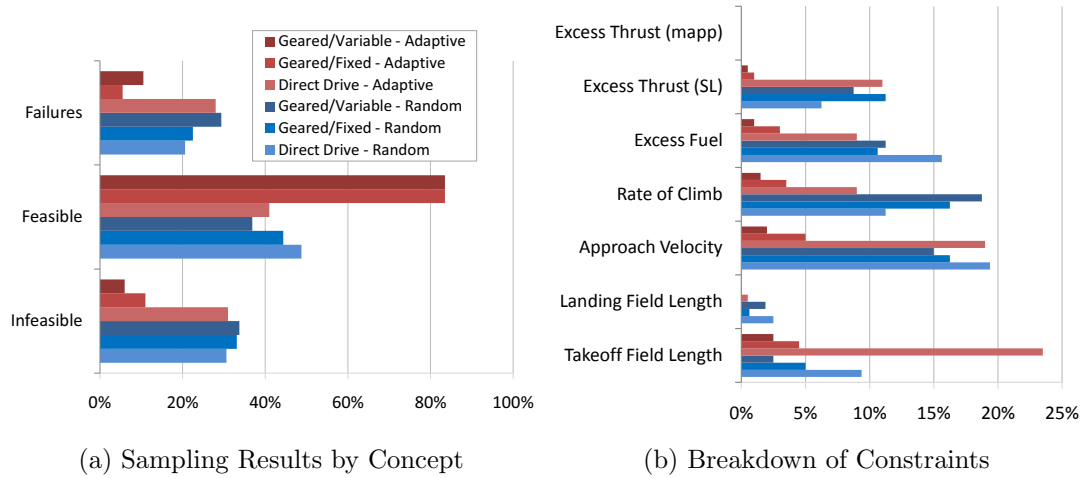 Geared/Variable - Adaptive
Geared/Fixed - Adaptive
Direct Drive - Adaptive
Geared/Variable - Random
Geared/Fixed - Random
Direct Drive - Random
Failures
Feasible
Infeasible
0% 20% 40% 60% 80% 100%
(a) Sampling Results by Concept
Excess Thrust (mapp)
Excess Thrust (SL)
Excess Fuel
Rate of Climb
Approach Velocity
Landing Field Length
Takeoff Field Length
0% 5% 10% 15% 20% 25%
(b) Breakdown of Constraints